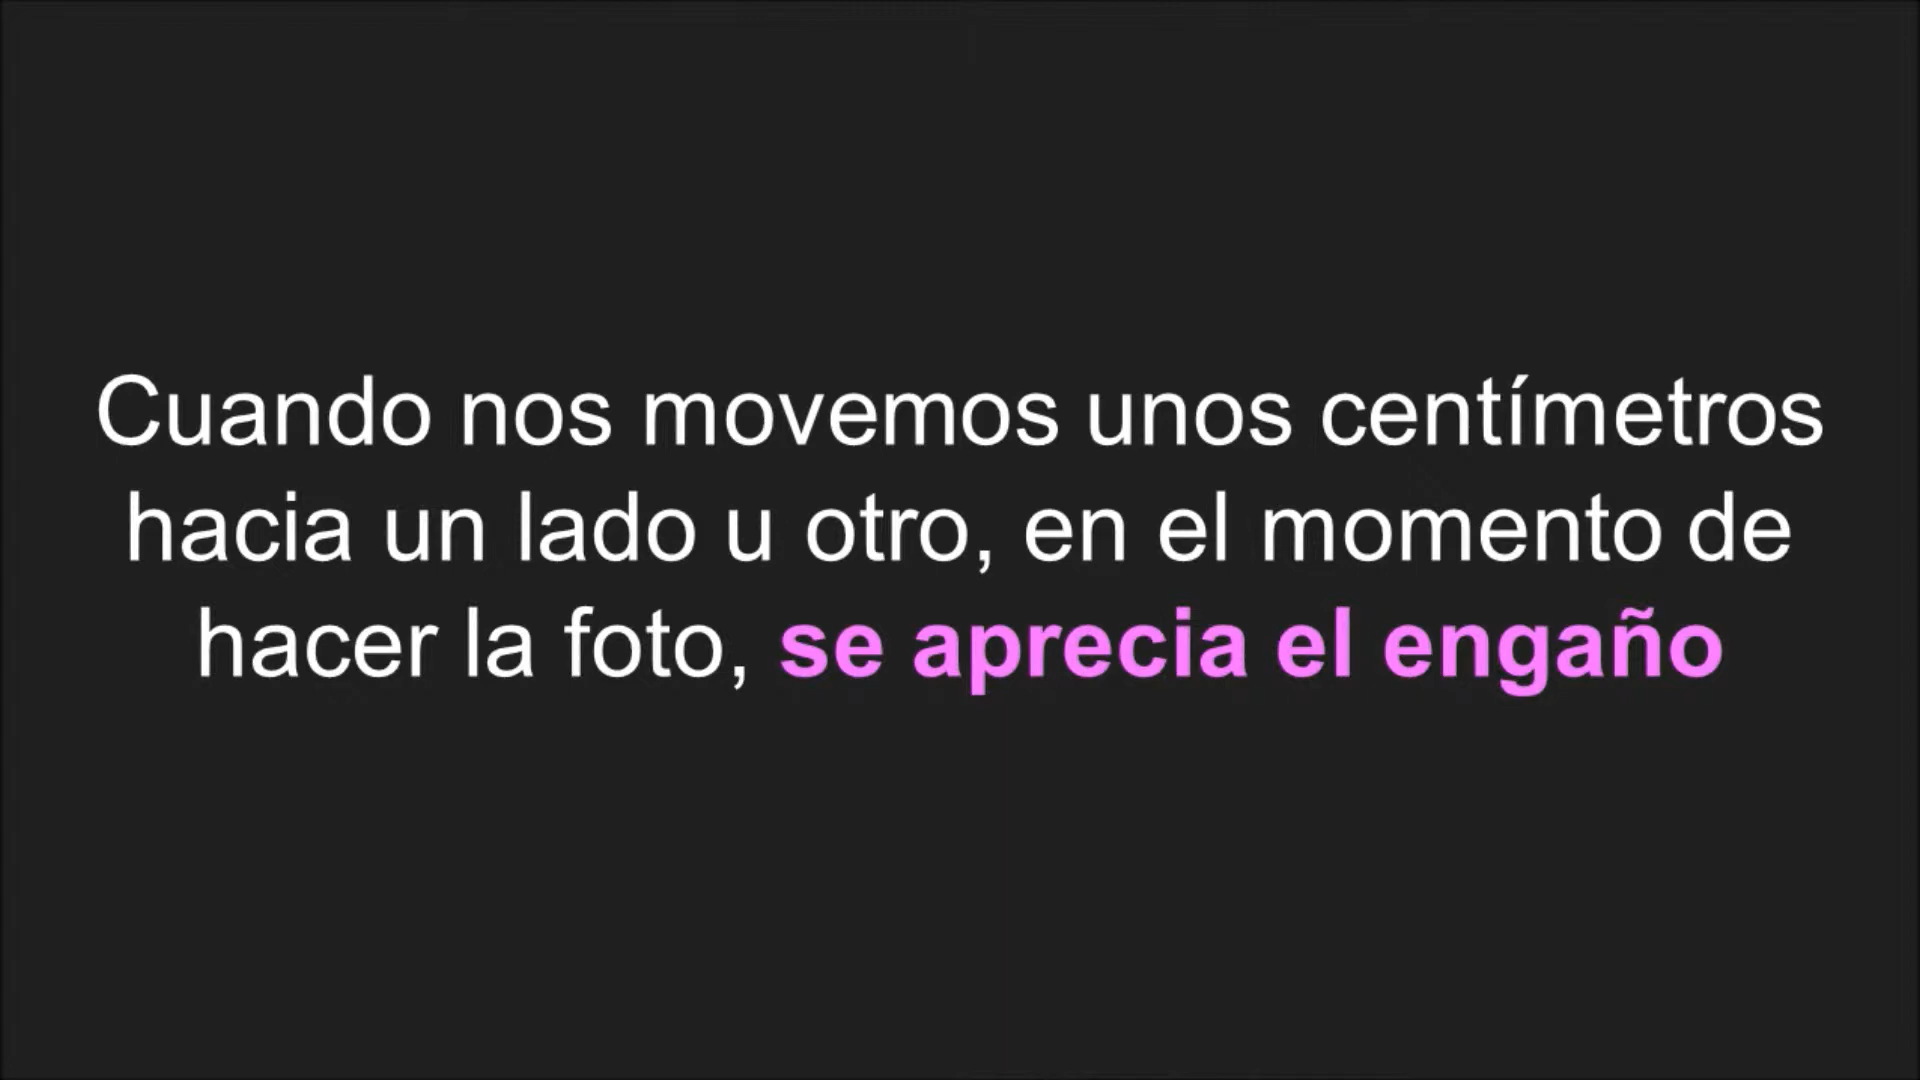 Cuando nos movemos unos centímetros
hacia un lado u otro, en el momento de
hacer la foto, se aprecia el engaño